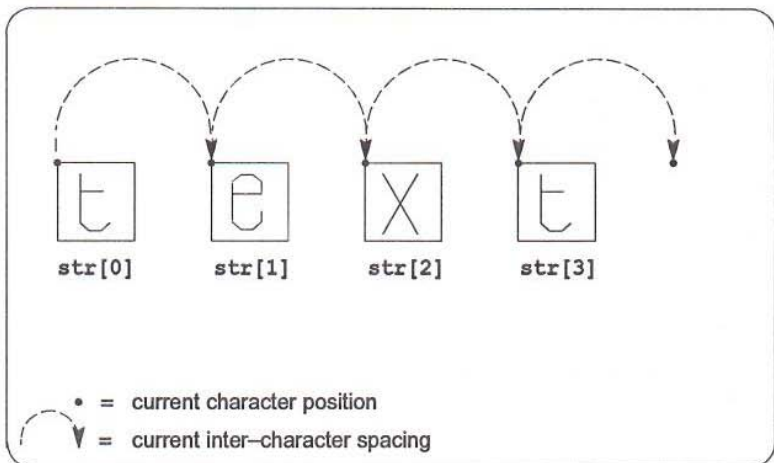 t e x t
str[0] str[1] str[2] str[3]
• = current character position
= current inter–character spacing